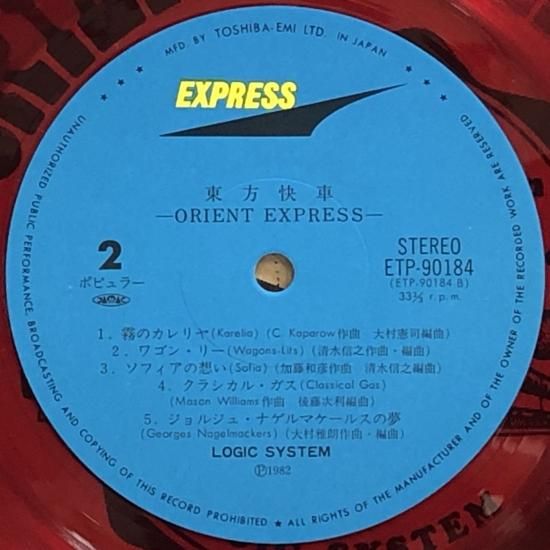 MFD. BY TOSHIBA-EMI LTD. IN JAPAN
EXPRESS
東方快車
—ORIENT EXPRESS—
2
ポピュラー
STEREO
ETP-90184
(ETP-90184 B)
33⅓ r.p.m.
1. 霧のカレリヤ(Karelia) (C. Kaparow作曲 大村憲司編曲)
2. ワゴン・リー(Wagons-Lits) (清水信之作曲・編曲)
3. ソフィアの想い(Sofia) (加藤和彦作曲 清水信之編曲)
4. クラシカル・ガス(Classical Gas)
(Mason Williams作曲 後藤次利編曲)
5. ジョルジュ・ナゲルマケールスの夢
(Georges Nagelmackers) (大村雅朗作曲・編曲)
LOGIC SYSTEM
Ⓟ1982
★ ★ UNAUTHORIZED PUBLIC PERFORMANCE, BROADCASTING AND COPYING OF THIS RECORD PROHIBITED ★ ALL RIGHTS OF THE MANUFACTURER AND OF THE OWNER OF THE RECORDED WORK ARE RESERVED
SYSTEM